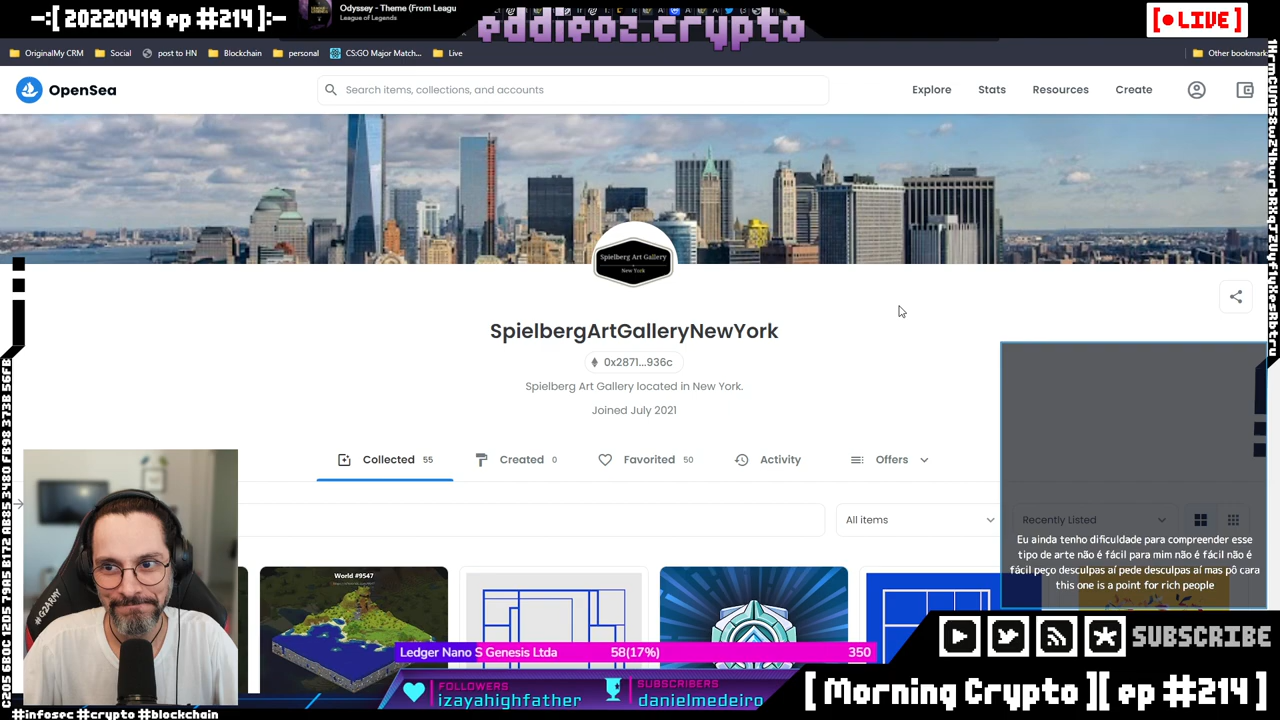 -:[ 20220419 ep #214 ]:-
Odyssey - Theme (From Leagu
League of Legends
eddieoz.crypto
[ LIVE ]
OriginalMy CRM
Social
post to HN
Blockchain
personal
CS:GO Major Match...
Live
Other bookmark
OpenSea
Search items, collections, and accounts
Explore
Stats
Resources
Create
Spielberg Art Gallery
New York
SpielbergArtGalleryNewYork
0x2871...936c
Spielberg Art Gallery located in New York.
Joined July 2021
Collected 55
Created 0
Favorited 50
Activity
Offers
All items
Recently Listed
Eu ainda tenho dificuldade para compreender esse
tipo de arte não é fácil para mim não é fácil não é
fácil peço desculpas aí pede desculpas aí mas pô cara
this one is a point for rich people
World #9547
#G2ARMY
Ledger Nano S Genesis Ltda
58(17%)
350
SUBSCRIBE
FOLLOWERS
izayahighfather
SUBSCRIBERS
danielmedeiro
[ Morning Crypto ][ ep #214 ]
#infosec #crypto #blockchain